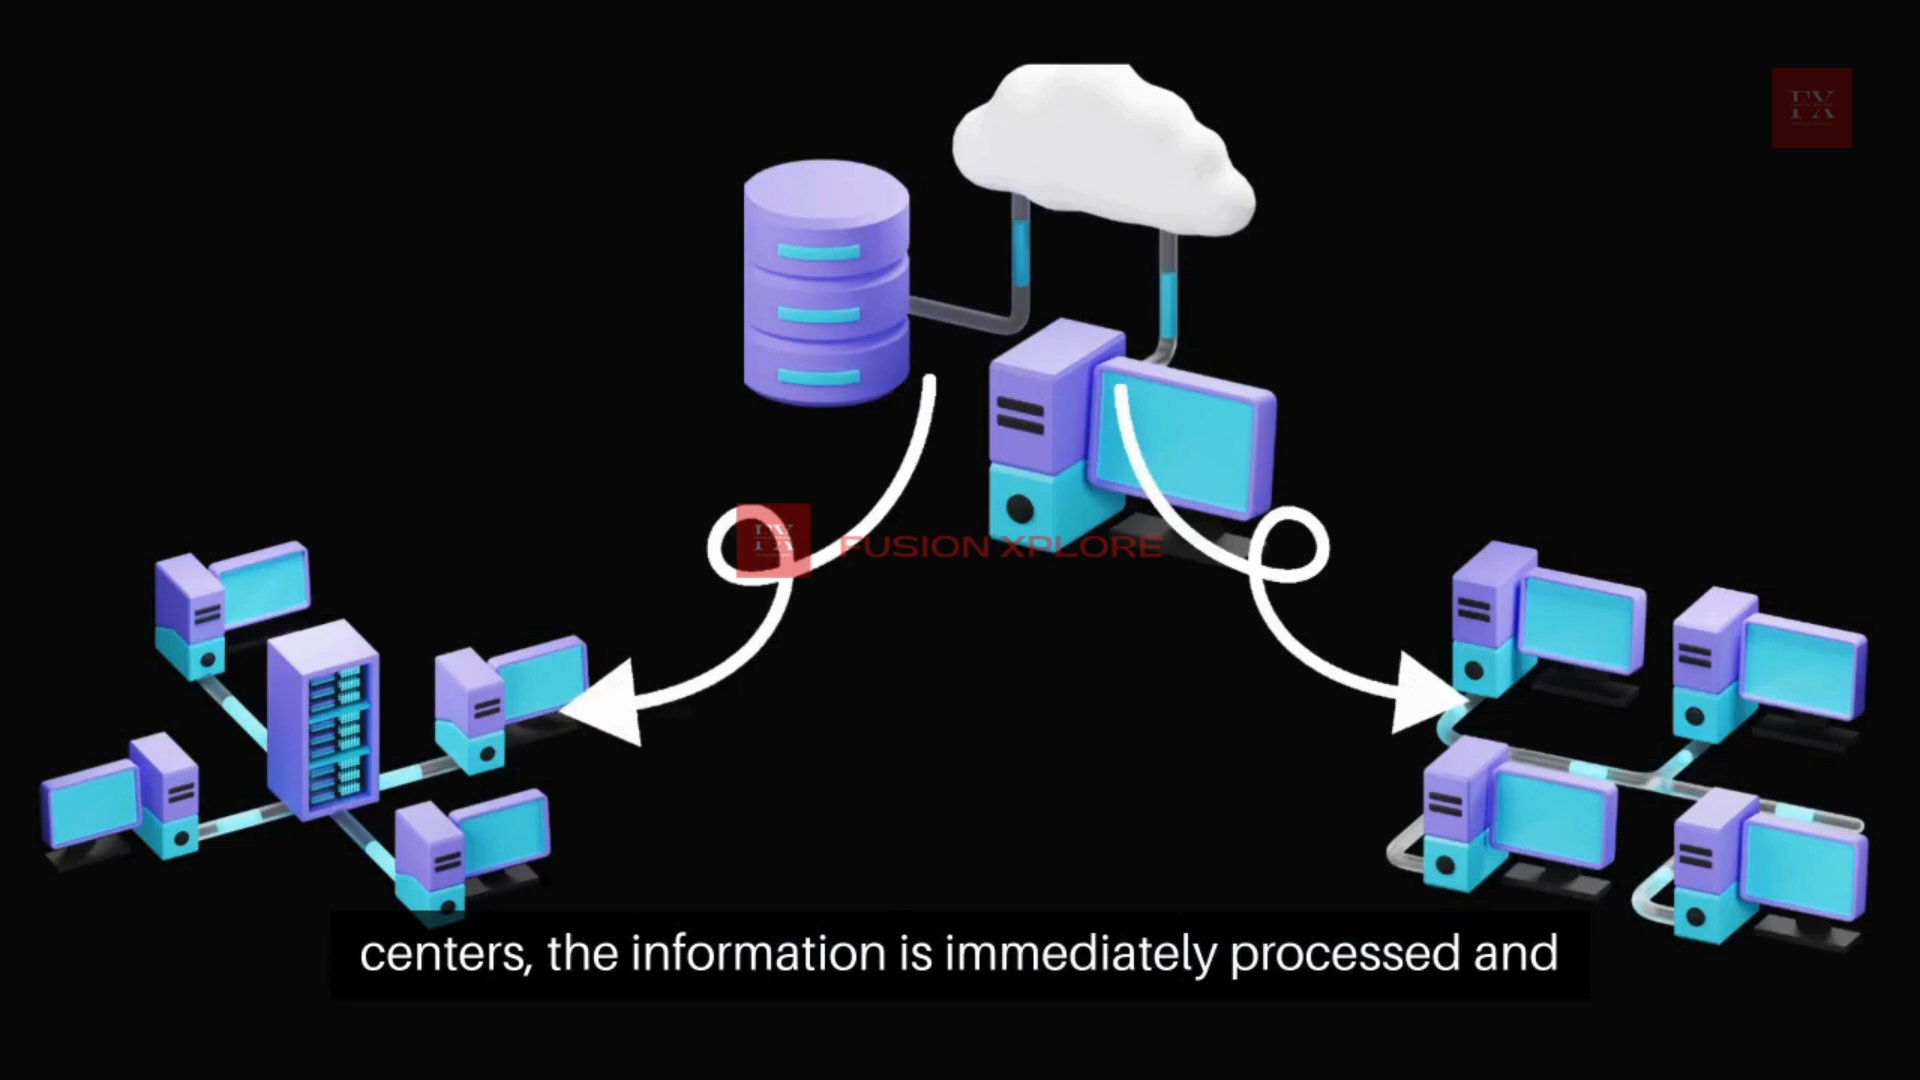 FX
FX FUSION XPLORE
centers, the information is immediately processed and